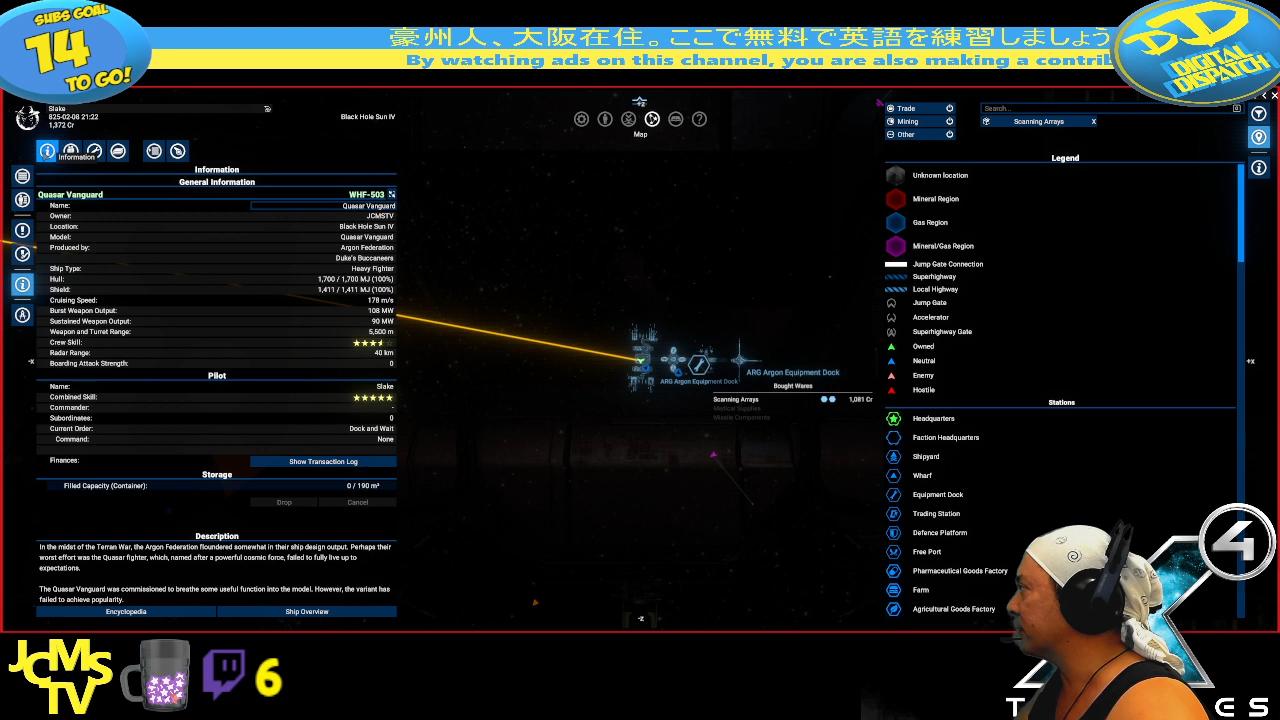 SUBS GOAL
14
TO GO!
豪州人、大阪在住。ここで無料で英語を練習しましょう
By watching ads on this channel, you are also making a contrib
DIGITAL
DISPATCH
Slake
825-02-08 21:22
1,372 Cr
Black Hole Sun IV
Map
Information
Information
General Information
Quasar Vanguard WHF-503
Name: Quasar Vanguard
Owner: JCMSTV
Location: Black Hole Sun IV
Model: Quasar Vanguard
Produced by: Argon Federation
Duke's Buccaneers
Ship Type: Heavy Fighter
Hull: 1,700 / 1,700 MJ (100%)
Shield: 1,411 / 1,411 MJ (100%)
Cruising Speed: 178 m/s
Burst Weapon Output: 108 MW
Sustained Weapon Output: 90 MW
Weapon and Turret Range: 5,500 m
Crew Skill:
Radar Range: 40 km
Boarding Attack Strength: 0
Pilot
Name: Slake
Combined Skill:
Commander: -
Subordinates: 0
Current Order: Dock and Wait
Command: None
Finances: Show Transaction Log
Storage
Filled Capacity (Container): 0 / 190 m³
Drop Cancel
Description
In the midst of the Terran War, the Argon Federation floundered somewhat in their ship design output. Perhaps their
worst effort was the Quasar fighter, which, named after a powerful cosmic force, failed to fully live up to
expectations.
The Quasar Vanguard was commissioned to breathe some useful function into the model. However, the variant has
failed to achieve popularity.
Encyclopedia Ship Overview
-X
+X
-Z
ARG Argon Equipment Dock
ARG Argon Equipment Dock
Bought Wares
Scanning Arrays 1,081 Cr
Medical Supplies
Missile Components
Trade
Mining
Other
Search...
Scanning Arrays X
Legend
Unknown location
Mineral Region
Gas Region
Mineral/Gas Region
Jump Gate Connection
Superhighway
Local Highway
Jump Gate
Accelerator
Superhighway Gate
Owned
Neutral
Enemy
Hostile
Stations
Headquarters
Faction Headquarters
Shipyard
Wharf
Equipment Dock
Trading Station
Defence Platform
Free Port
Pharmaceutical Goods Factory
Farm
Agricultural Goods Factory
JCMS
TV
6
4